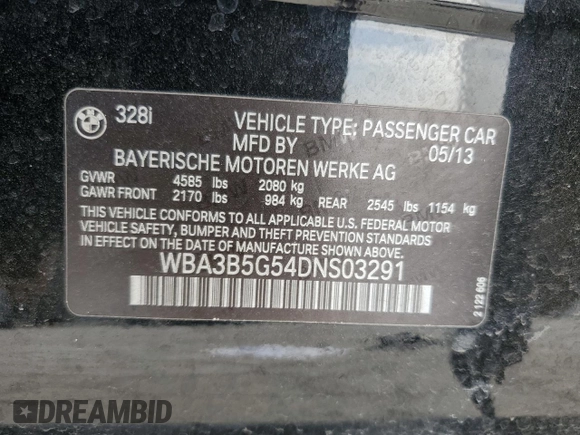 BMW
328i
VEHICLE TYPE: PASSENGER CAR
MFD BY 05/13
BAYERISCHE MOTOREN WERKE AG
GVWR 4585 lbs 2080 kg
GAWR FRONT 2170 lbs 984 kg REAR 2545 lbs 1154 kg
THIS VEHICLE CONFORMS TO ALL APPLICABLE U.S. FEDERAL MOTOR
VEHICLE SAFETY, BUMPER AND THEFT PREVENTION STANDARDS
IN EFFECT ON THE DATE OF MANUFACTURE SHOWN ABOVE.
WBA3B5G54DNS03291
2 122 606
DREAMBID